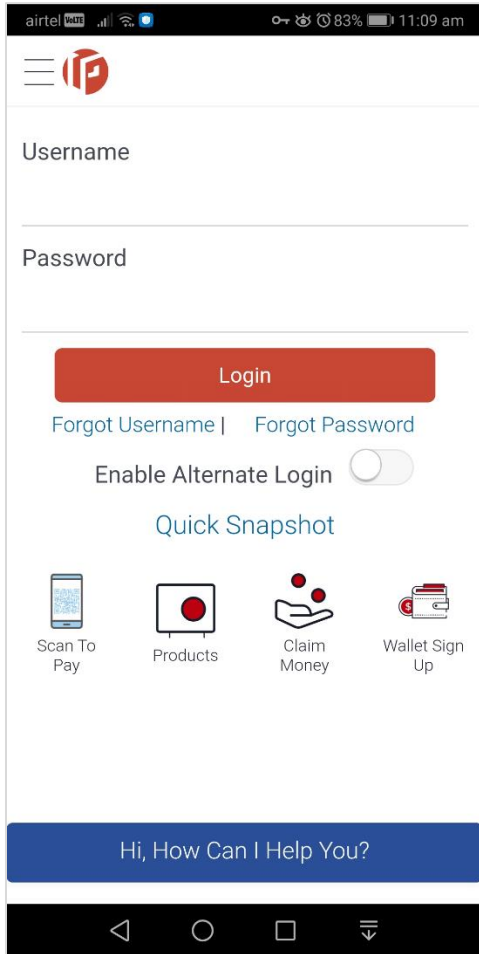 airtel VoLTE 83% 11:09 am
Username
Password
Login
Forgot Username | Forgot Password
Enable Alternate Login
Quick Snapshot
Scan To Pay
Products
Claim Money
Wallet Sign Up
Hi, How Can I Help You?